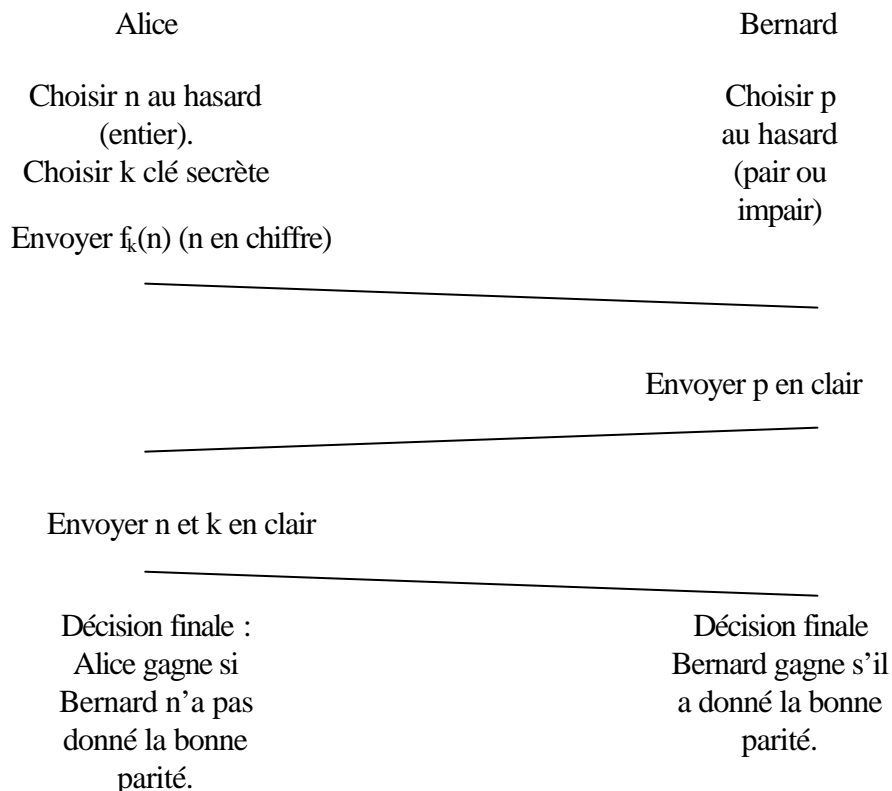 Alice
Bernard
Choisir n au hasard
(entier).
Choisir k clé secrète
Envoyer fₖ(n) (n en chiffre)
Choisir p
au hasard
(pair ou
impair)
Envoyer p en clair
Envoyer n et k en clair
Décision finale :
Alice gagne si
Bernard n’a pas
donné la bonne
parité.
Décision finale
Bernard gagne s’il
a donné la bonne
parité.